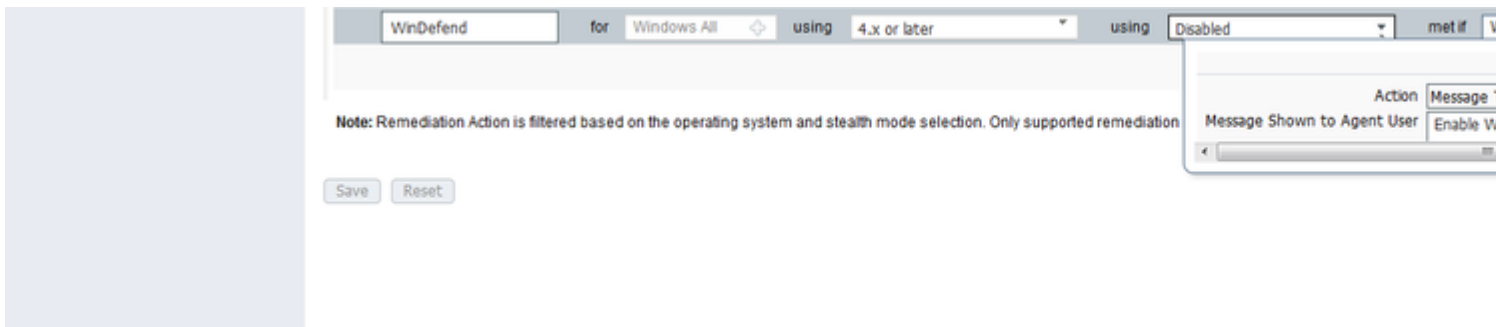 WinDefend for Windows All using 4.x or later using Disabled met if
Action Message
Note: Remediation Action is filtered based on the operating system and stealth mode selection. Only supported remediation
Message Shown to Agent User Enable
Save Reset